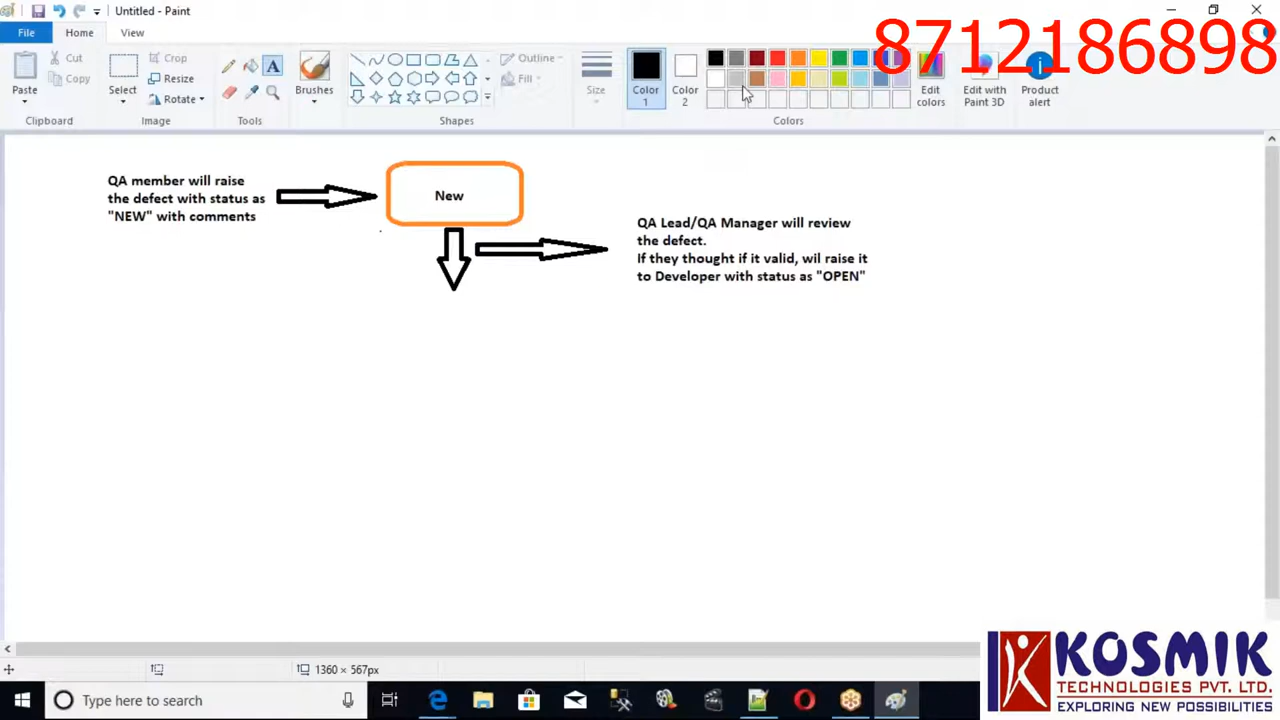 Untitled - Paint
8712186898
File
Home
View
Paste
Cut
Copy
Clipboard
Select
Crop
Resize
Rotate
Image
A
Tools
Brushes
Outline
Fill
Shapes
Size
Color
1
Color
2
Colors
Edit
colors
Edit with
Paint 3D
Product
alert
QA member will raise
the defect with status as
"NEW" with comments
New
QA Lead/QA Manager will review
the defect.
If they thought if it valid, wil raise it
to Developer with status as "OPEN"
1360 × 567px
Type here to search
KOSMIK
TECHNOLOGIES PVT. LTD.
EXPLORING NEW POSSIBILITIES